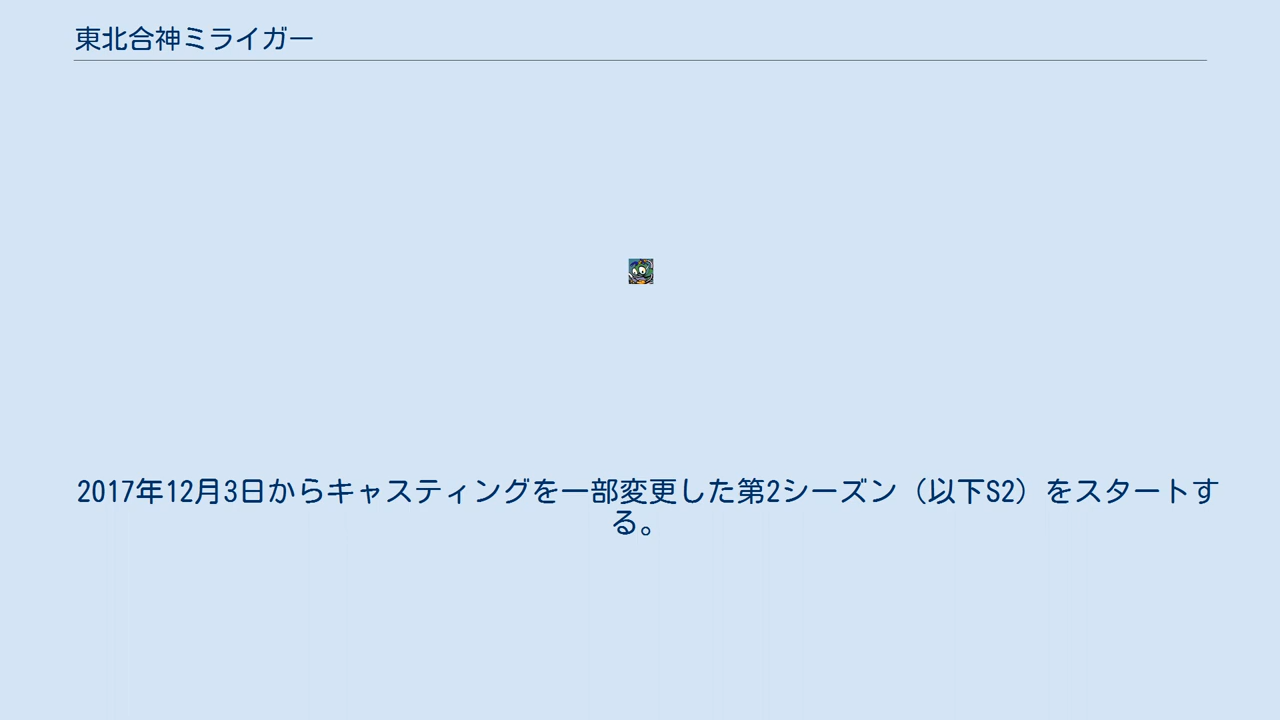 東北合神ミライガー
2017年12月3日からキャスティングを一部変更した第2シーズン（以下S2）をスタートす
る。